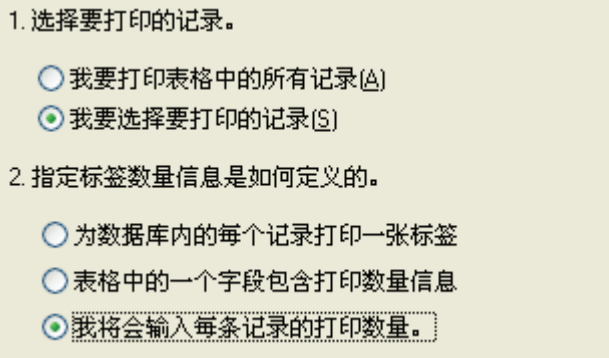 1. 选择要打印的记录。
我要打印表格中的所有记录(A)
我要选择要打印的记录(S)
2. 指定标签数量信息是如何定义的。
为数据库内的每个记录打印一张标签
表格中的一个字段包含打印数量信息
我将会输入每条记录的打印数量。